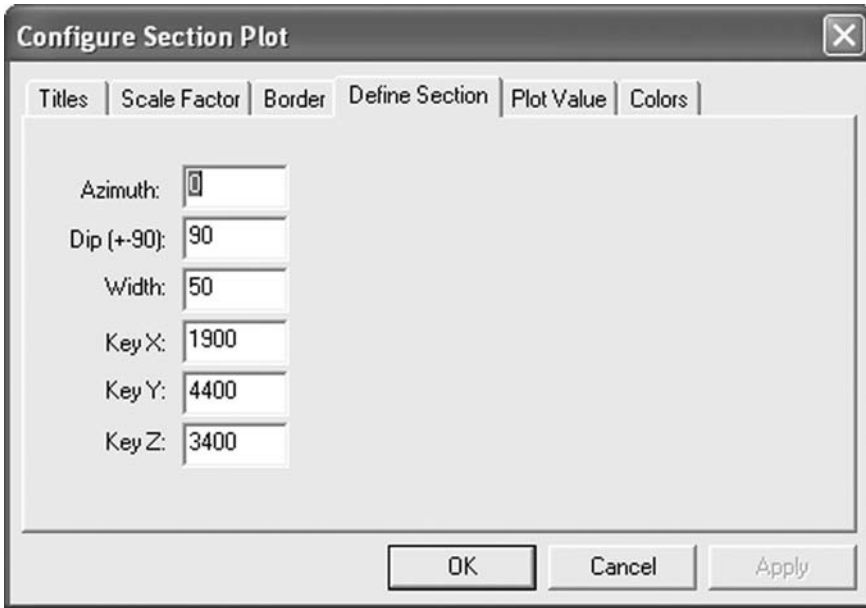 Configure Section Plot
Titles Scale Factor Border Define Section Plot Value Colors
Azimuth: 0
Dip (+-90): 90
Width: 50
Key X: 1900
Key Y: 4400
Key Z: 3400
OK Cancel Apply